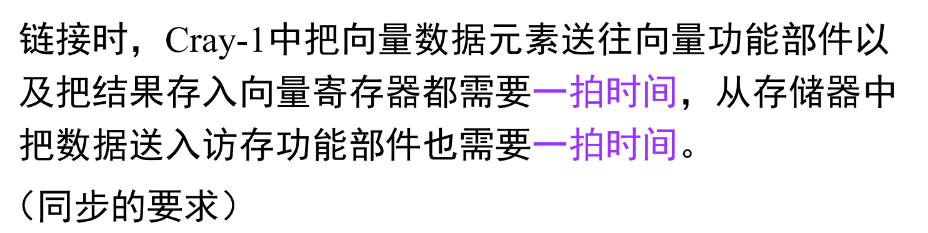 链接时，Cray-1中把向量数据元素送往向量功能部件以
及把结果存入向量寄存器都需要一拍时间，从存储器中
把数据送入访存功能部件也需要一拍时间。
（同步的要求）